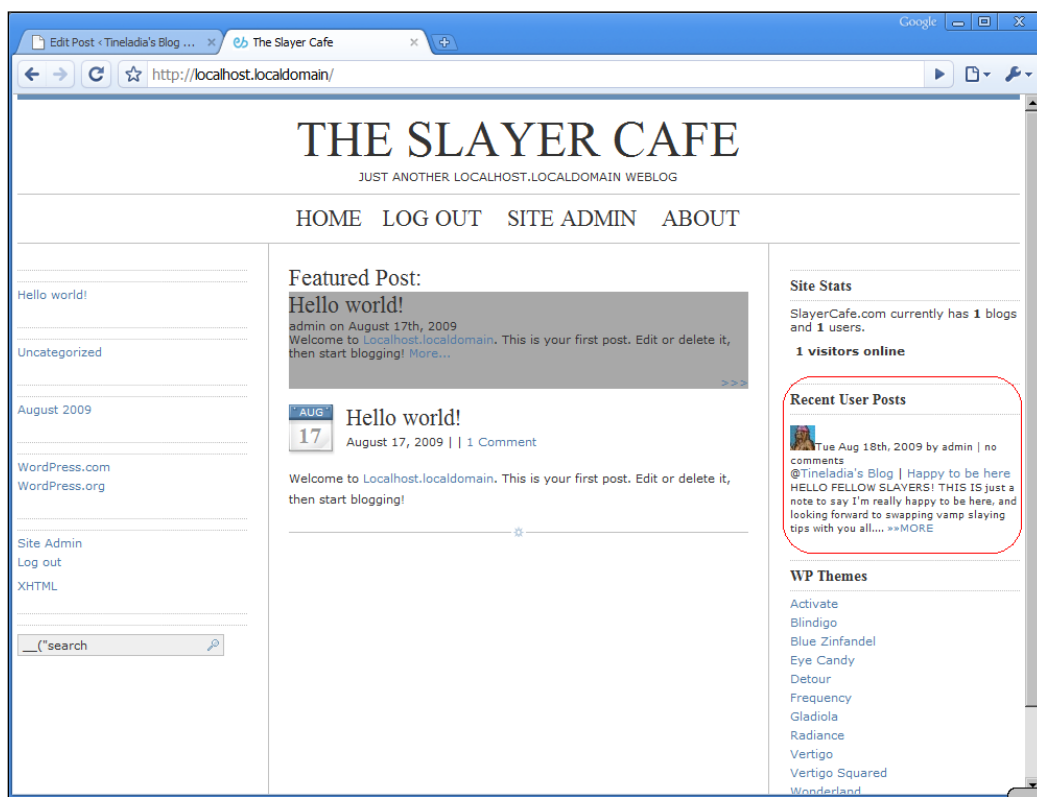 Google
Edit Post ‹ Tineladia's Blog ...
The Slayer Cafe
http://localhost.localdomain/
THE SLAYER CAFE
JUST ANOTHER LOCALHOST.LOCALDOMAIN WEBLOG
HOME LOG OUT SITE ADMIN ABOUT
Hello world!
Uncategorized
August 2009
WordPress.com
WordPress.org
Site Admin
Log out
XHTML
__("search
Featured Post:
Hello world!
admin on August 17th, 2009
Welcome to Localhost.localdomain. This is your first post. Edit or delete it,
then start blogging! More...
>>>
AUG
17
Hello world!
August 17, 2009 | | 1 Comment
Welcome to Localhost.localdomain. This is your first post. Edit or delete it,
then start blogging!
Site Stats
SlayerCafe.com currently has 1 blogs
and 1 users.
1 visitors online
Recent User Posts
Tue Aug 18th, 2009 by admin | no
comments
@Tineladia's Blog | Happy to be here
HELLO FELLOW SLAYERS! THIS IS just a
note to say I'm really happy to be here, and
looking forward to swapping vamp slaying
tips with you all.... »»MORE
WP Themes
Activate
Blindigo
Blue Zinfandel
Eye Candy
Detour
Frequency
Gladiola
Radiance
Vertigo
Vertigo Squared
Wonderland